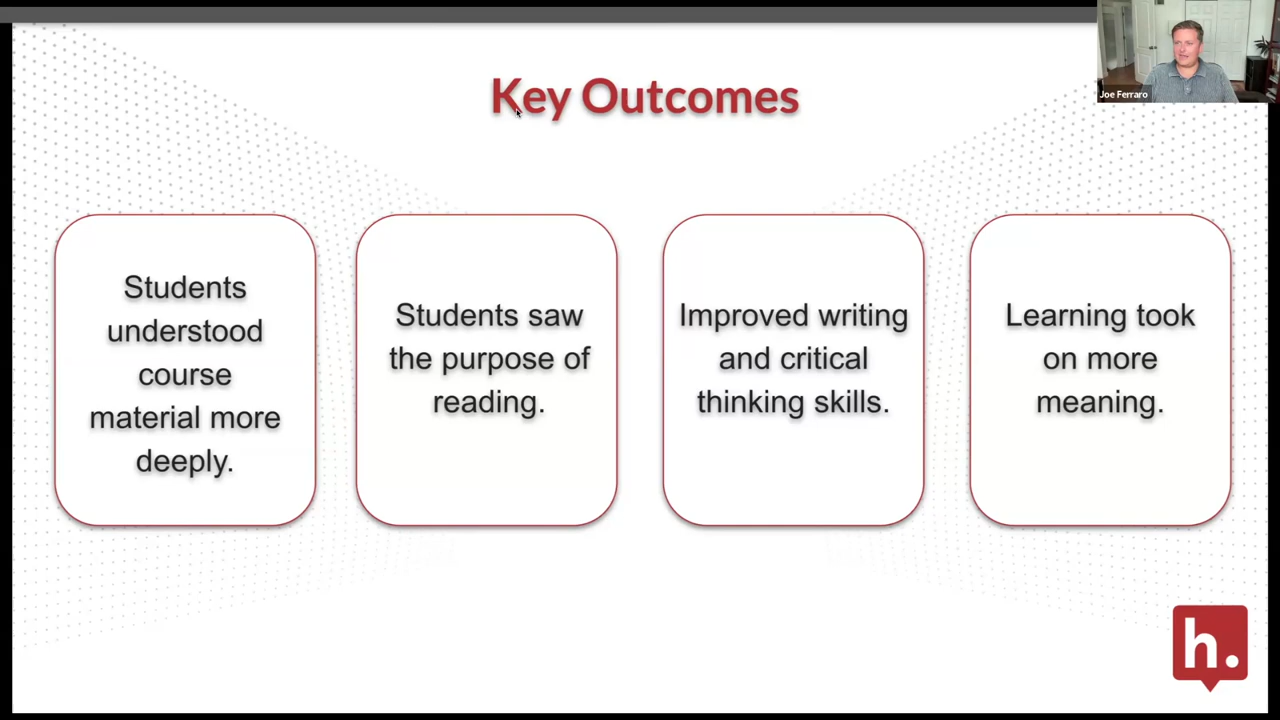 Key Outcomes
Joe Ferraro
Students
understood
course
material more
deeply.
Students saw
the purpose of
reading.
Improved writing
and critical
thinking skills.
Learning took
on more
meaning.
h.